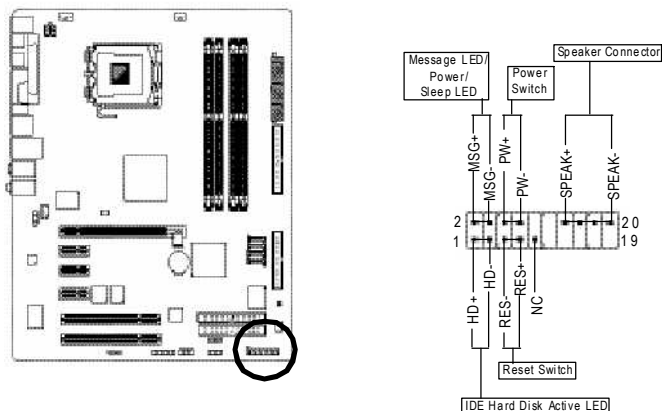 Speaker Connector
Message LED/
Power/
Sleep LED
Power
Switch
MSG+
MSG-
PW+
PW-
SPEAK+
SPEAK-
2
20
1
19
HD+
HD-
RES-
RES+
NC
Reset Switch
IDE Hard Disk Active LED